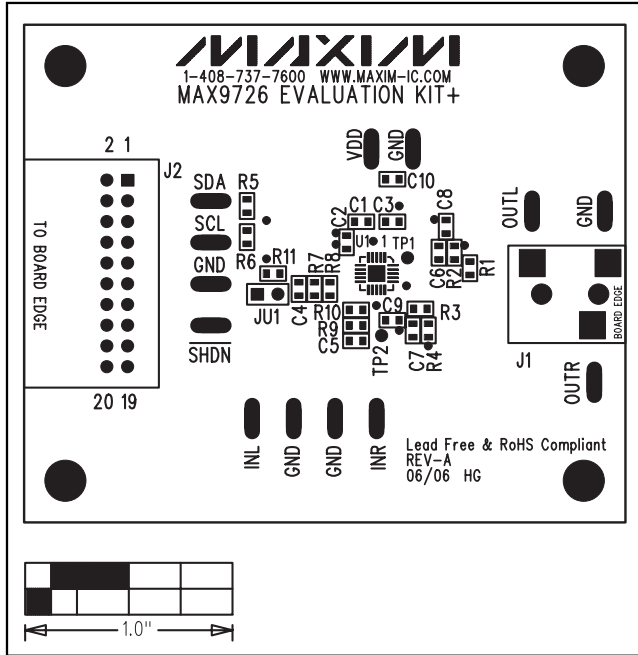 MAXIM
1-408-737-7600 WWW.MAXIM-IC.COM
MAX9726 EVALUATION KIT+
2 1
J2
TO BOARD EDGE
20 19
SDA
SCL
GND
SHDN
R5
R6
R11
JU1
VDD
GND
C10
C1
C3
C2
U1
1
TP1
C8
C6
R2
R1
C4
R7
R8
R10
R9
C5
C9
TP2
R3
C7
R4
OUTL
GND
BOARD EDGE
J1
OUTR
INL
GND
GND
INR
Lead Free & RoHS Compliant
REV-A
06/06 HG
1.0"